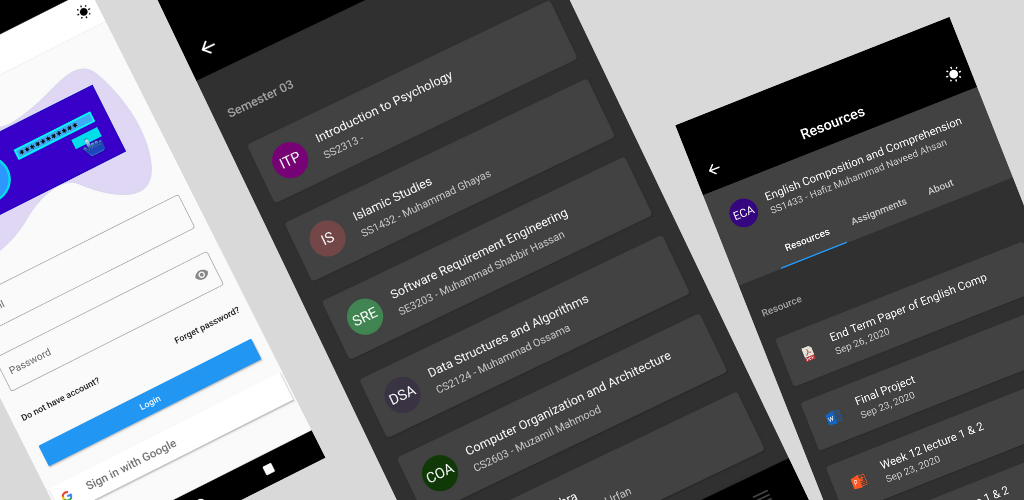 ***********
Password
Forget password?
Do not have account?
Login
Sign in with Google
Semester 03
ITP
Introduction to Psychology
SS2313 -
IS
Islamic Studies
SS1432 - Muhammad Ghayas
SRE
Software Requirement Engineering
SE3203 - Muhammad Shabbir Hassan
DSA
Data Structures and Algorithms
CS2124 - Muhammad Ossama
COA
Computer Organization and Architecture
CS2603 - Muzamil Mahmood
Resources
ECA
English Composition and Comprehension
SS1433 - Hafiz Muhammad Naveed Ahsan
Resources
Assignments
About
Resource
End Term Paper of English Comp
Sep 26, 2020
Final Project
Sep 23, 2020
Week 12 lecture 1 & 2
Sep 23, 2020
1 & 2